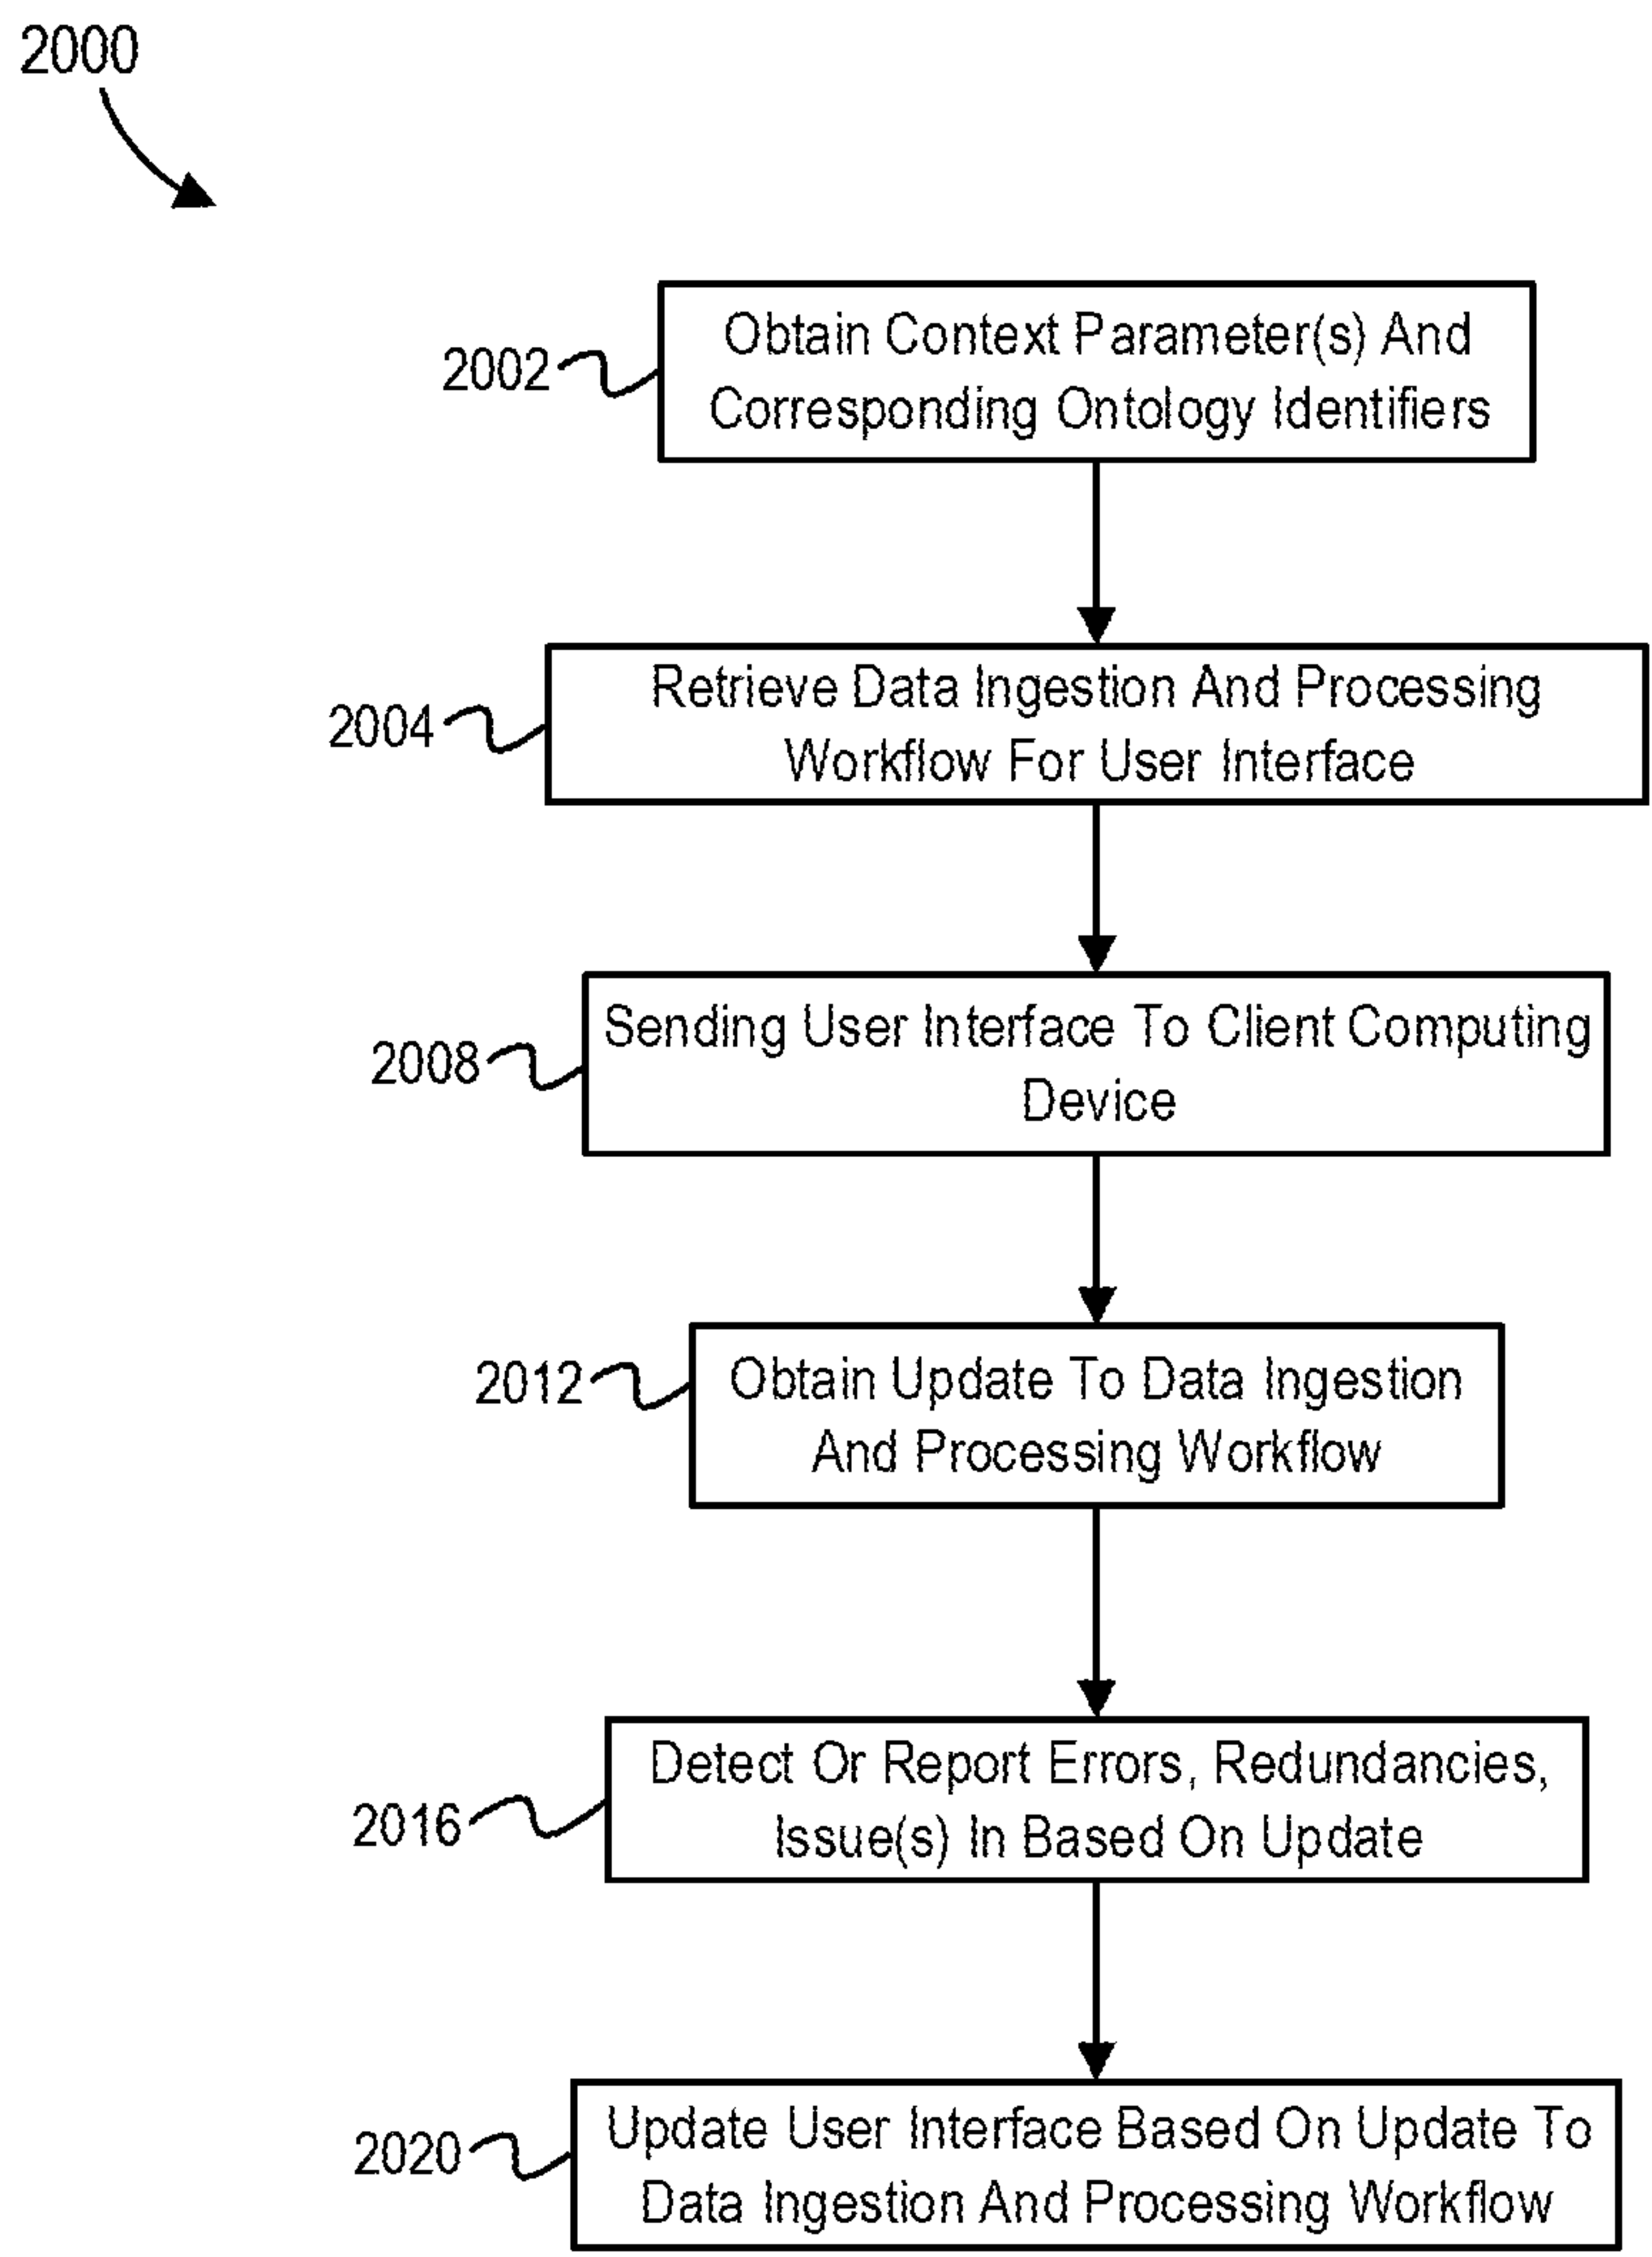 2000
2002
Obtain Context Parameter(s) And
Corresponding Ontology Identifiers
2004
Retrieve Data Ingestion And Processing
Workflow For User Interface
2008
Sending User Interface To Client Computing
Device
2012
Obtain Update To Data Ingestion
And Processing Workflow
2016
Detect Or Report Errors, Redundancies,
Issue(s) In Based On Update
2020
Update User Interface Based On Update To
Data Ingestion And Processing Workflow